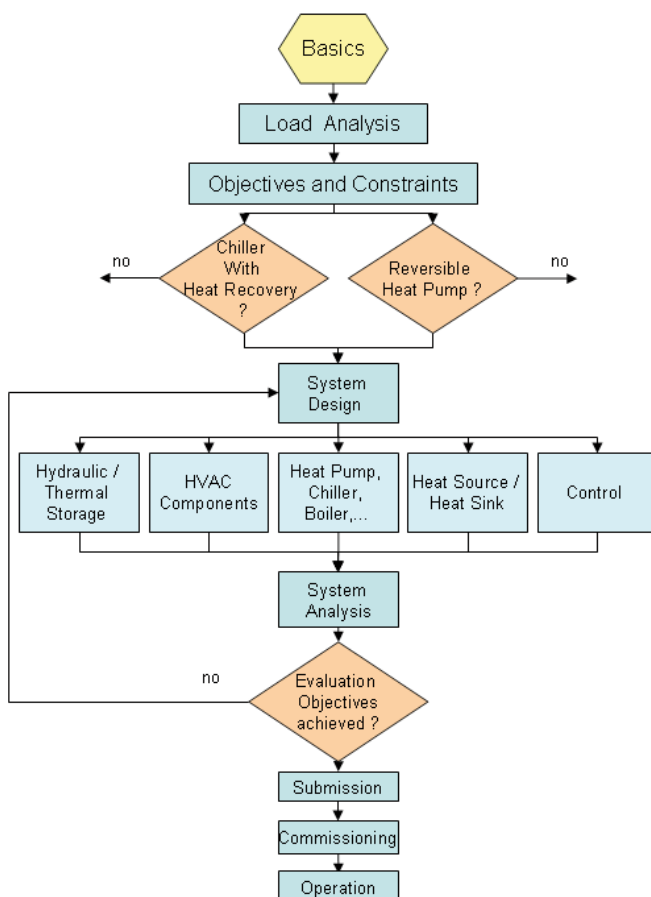 Basics
Load Analysis
Objectives and Constraints
no
Chiller
With
Heat Recovery
?
Reversible
Heat Pump ?
no
System
Design
Hydraulic /
Thermal
Storage
HVAC
Components
Heat Pump,
Chiller,
Boiler,...
Heat Source /
Heat Sink
Control
System
Analysis
no
Evaluation
Objectives
achieved ?
Submission
Commissioning
Operation